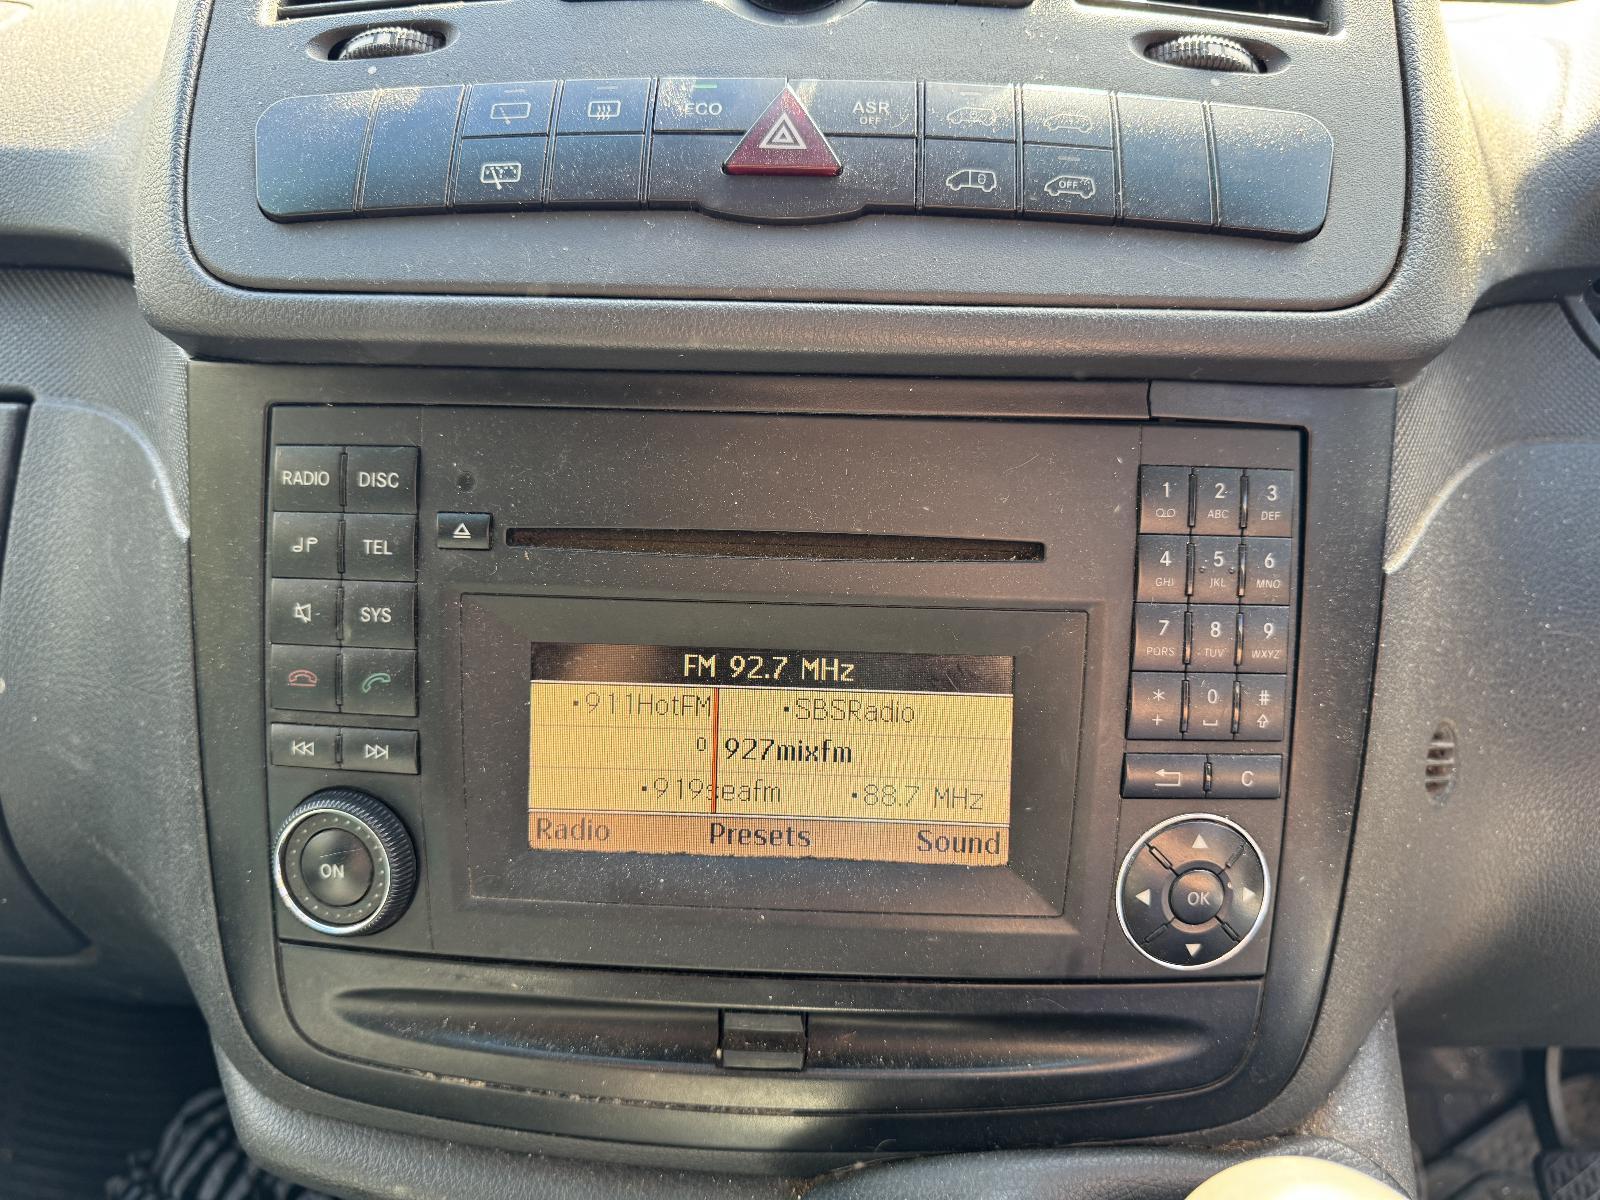 ECO
ASR
OFF
OFF
RADIO DISC
TEL
SYS
ON
1 2 3
ABC DEF
4 5 6
GHI JKL MNO
7 8 9
PQRS TUV WXYZ
* 0 #
+
C
OK
FM 92.7 MHz
911HotFM SBSRadio
0 927mixfm
919seafm 88.7 MHz
Radio Presets Sound